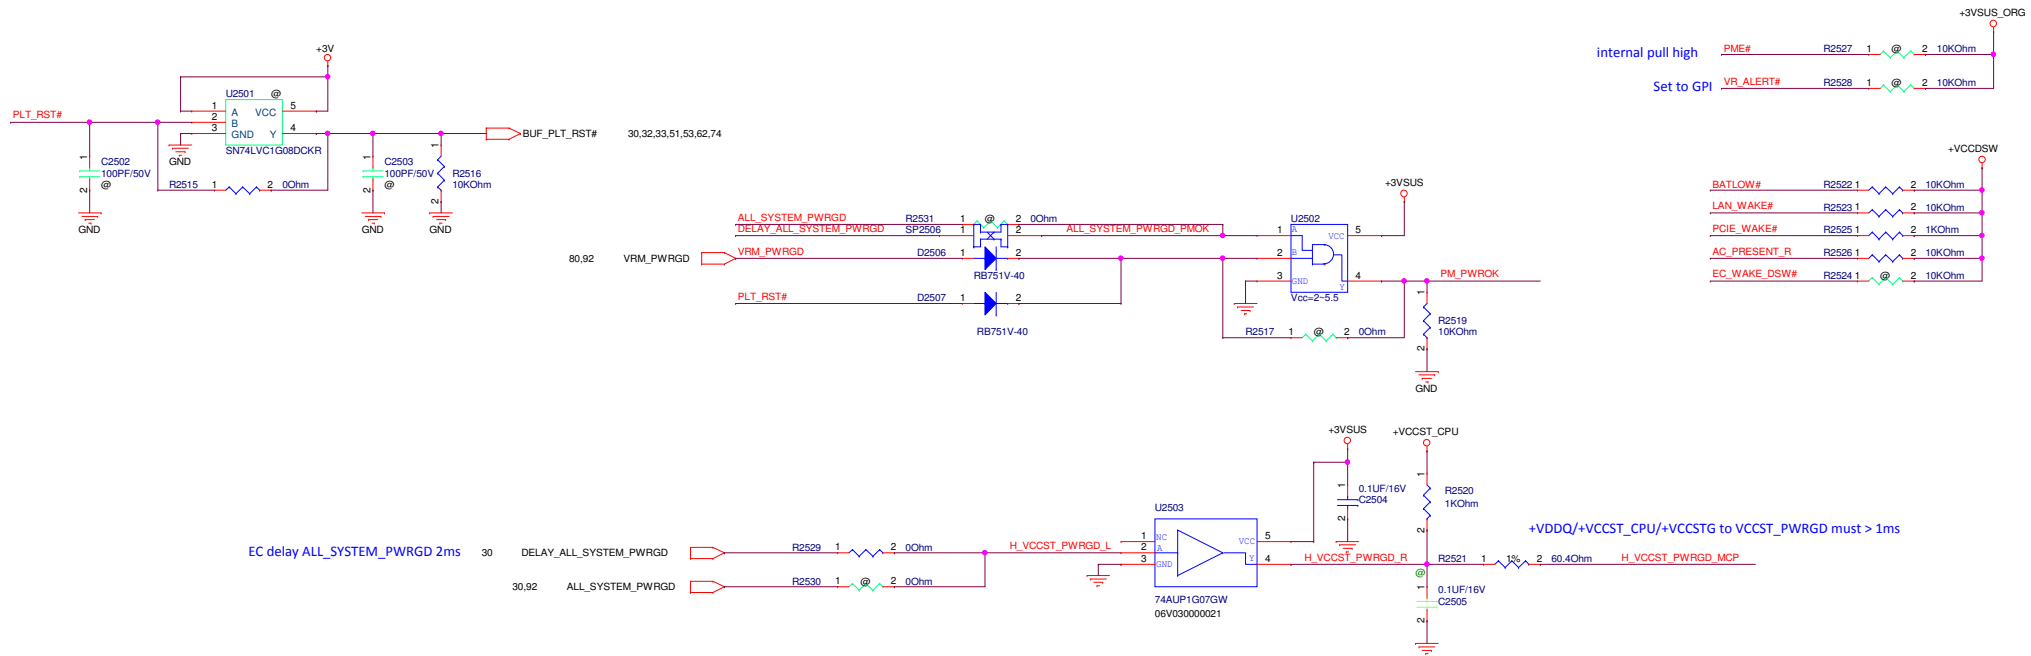 +3V
U2501 @
1 A VCC 5
2 B
3 GND Y 4
SN74LVC1G08DCKR
PLT_RST#
GND
1 C2502
100PF/50V
2 @
GND
R2515 1 2 0Ohm
BUF_PLT_RST# 30,32,33,51,53,62,74
1 C2503
100PF/50V
2 @
GND
1 R2516
10KOhm
2
GND
+3VSUS_ORG
internal pull high PME# R2527 1 @ 2 10KOhm
Set to GPI VR_ALERT# R2528 1 @ 2 10KOhm
+VCCDSW
BATLOW# R2522 1 2 10KOhm
LAN_WAKE# R2523 1 2 10KOhm
PCIE_WAKE# R2525 1 2 1KOhm
AC_PRESENT_R R2526 1 2 10KOhm
EC_WAKE_DSW# R2524 1 @ 2 10KOhm
+3VSUS
ALL_SYSTEM_PWRGD R2531 1 @ 2 0Ohm
DELAY_ALL_SYSTEM_PWRGD SP2506 1 2 ALL_SYSTEM_PWRGD_PMOK
80,92 VRM_PWRGD VRM_PWRGD D2506 1 2
RB751V-40
PLT_RST# D2507 1 2
RB751V-40
U2502
1 A VCC 5
2 B
3 GND Y 4
Vcc=2~5.5
PM_PWROK
R2517 1 @ 2 0Ohm
1 R2519
10KOhm
2
GND
+3VSUS
+VCCST_CPU
1 0.1UF/16V
C2504
2
1 R2520
1KOhm
2
U2503
1 NC VCC 5
2 A
3 GND Y 4
74AUP1G07GW
06V030000021
EC delay ALL_SYSTEM_PWRGD 2ms 30 DELAY_ALL_SYSTEM_PWRGD R2529 1 2 0Ohm H_VCCST_PWRGD_L
30,92 ALL_SYSTEM_PWRGD R2530 1 @ 2 0Ohm
+VDDQ/+VCCST_CPU/+VCCSTG to VCCST_PWRGD must > 1ms
H_VCCST_PWRGD_R R2521 1 1% 2 60.4Ohm H_VCCST_PWRGD_MCP
@
1 0.1UF/16V
C2505
2